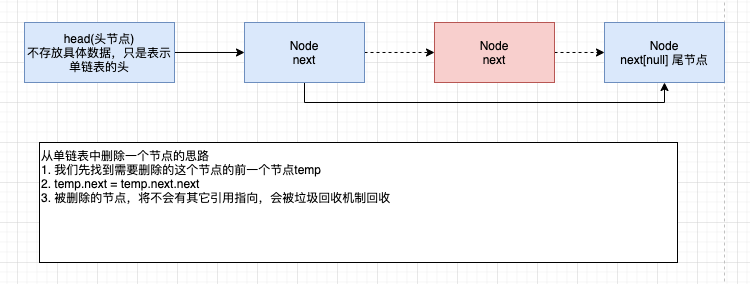 head(头节点)
不存放具体数据，只是表示
单链表的头
Node
next
Node
next
Node
next[null] 尾节点
从单链表中删除一个节点的思路
1. 我们先找到需要删除的这个节点的前一个节点temp
2. temp.next = temp.next.next
3. 被删除的节点，将不会有其它引用指向，会被垃圾回收机制回收